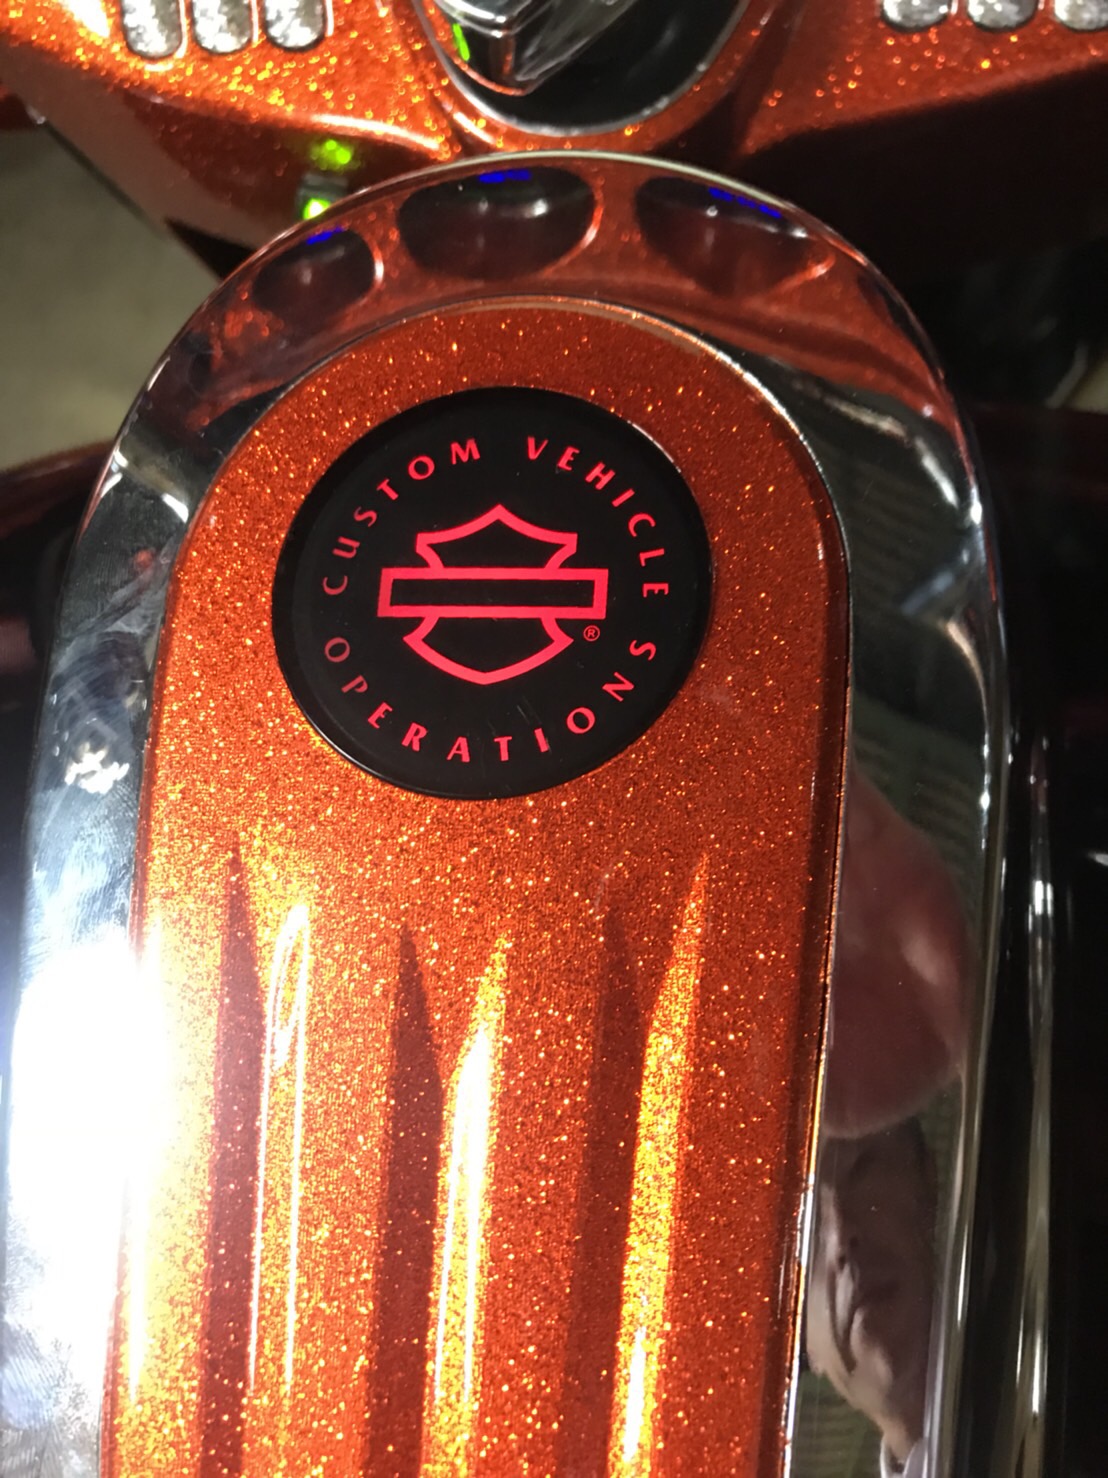 CUSTOM VEHICLE
OPERATIONS
®